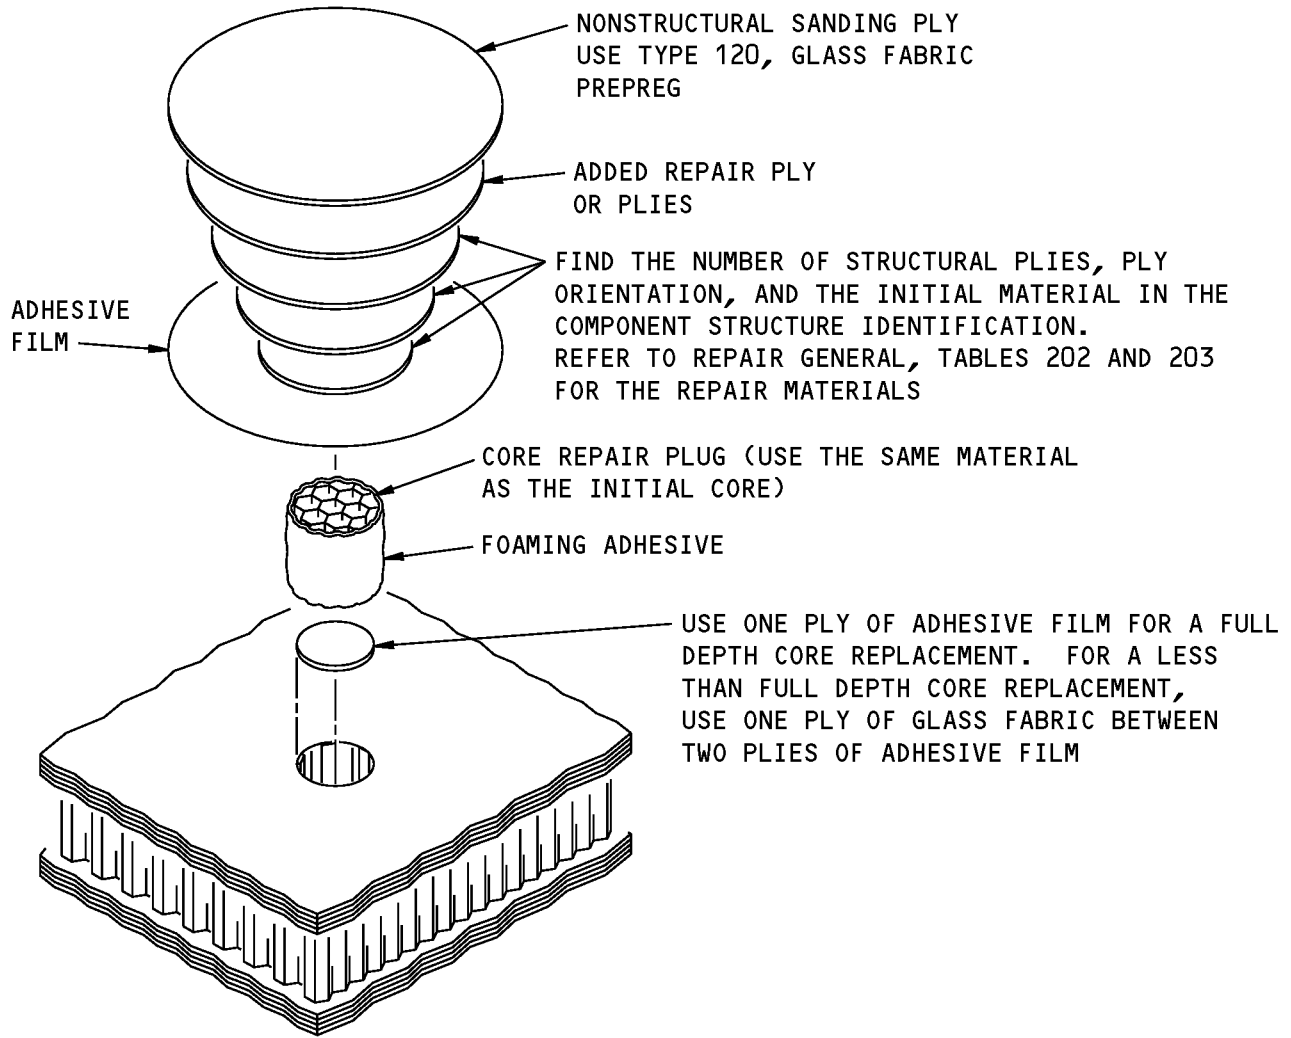 NONSTRUCTURAL SANDING PLY
USE TYPE 120, GLASS FABRIC
PREPREG
ADDED REPAIR PLY
OR PLIES
FIND THE NUMBER OF STRUCTURAL PLIES, PLY
ORIENTATION, AND THE INITIAL MATERIAL IN THE
COMPONENT STRUCTURE IDENTIFICATION.
REFER TO REPAIR GENERAL, TABLES 202 AND 203
FOR THE REPAIR MATERIALS
ADHESIVE
FILM
CORE REPAIR PLUG (USE THE SAME MATERIAL
AS THE INITIAL CORE)
FOAMING ADHESIVE
USE ONE PLY OF ADHESIVE FILM FOR A FULL
DEPTH CORE REPLACEMENT. FOR A LESS
THAN FULL DEPTH CORE REPLACEMENT,
USE ONE PLY OF GLASS FABRIC BETWEEN
TWO PLIES OF ADHESIVE FILM